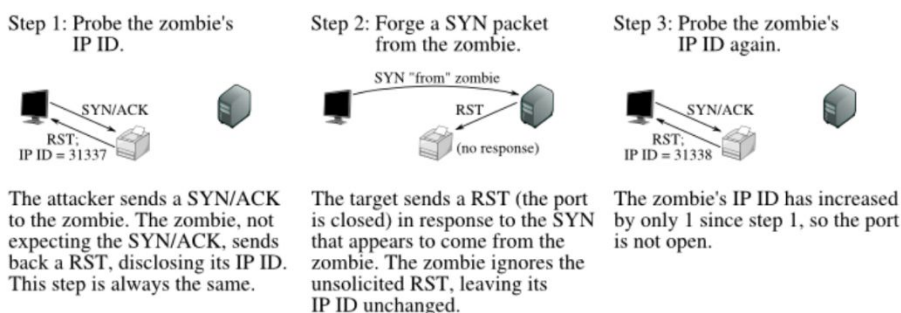 Step 1: Probe the zombie's
IP ID.
SYN/ACK
RST;
IP ID = 31337
The attacker sends a SYN/ACK
to the zombie. The zombie, not
expecting the SYN/ACK, sends
back a RST, disclosing its IP ID.
This step is always the same.
Step 2: Forge a SYN packet
from the zombie.
SYN "from" zombie
RST
(no response)
The target sends a RST (the port
is closed) in response to the SYN
that appears to come from the
zombie. The zombie ignores the
unsolicited RST, leaving its
IP ID unchanged.
Step 3: Probe the zombie's
IP ID again.
SYN/ACK
RST;
IP ID = 31338
The zombie's IP ID has increased
by only 1 since step 1, so the port
is not open.